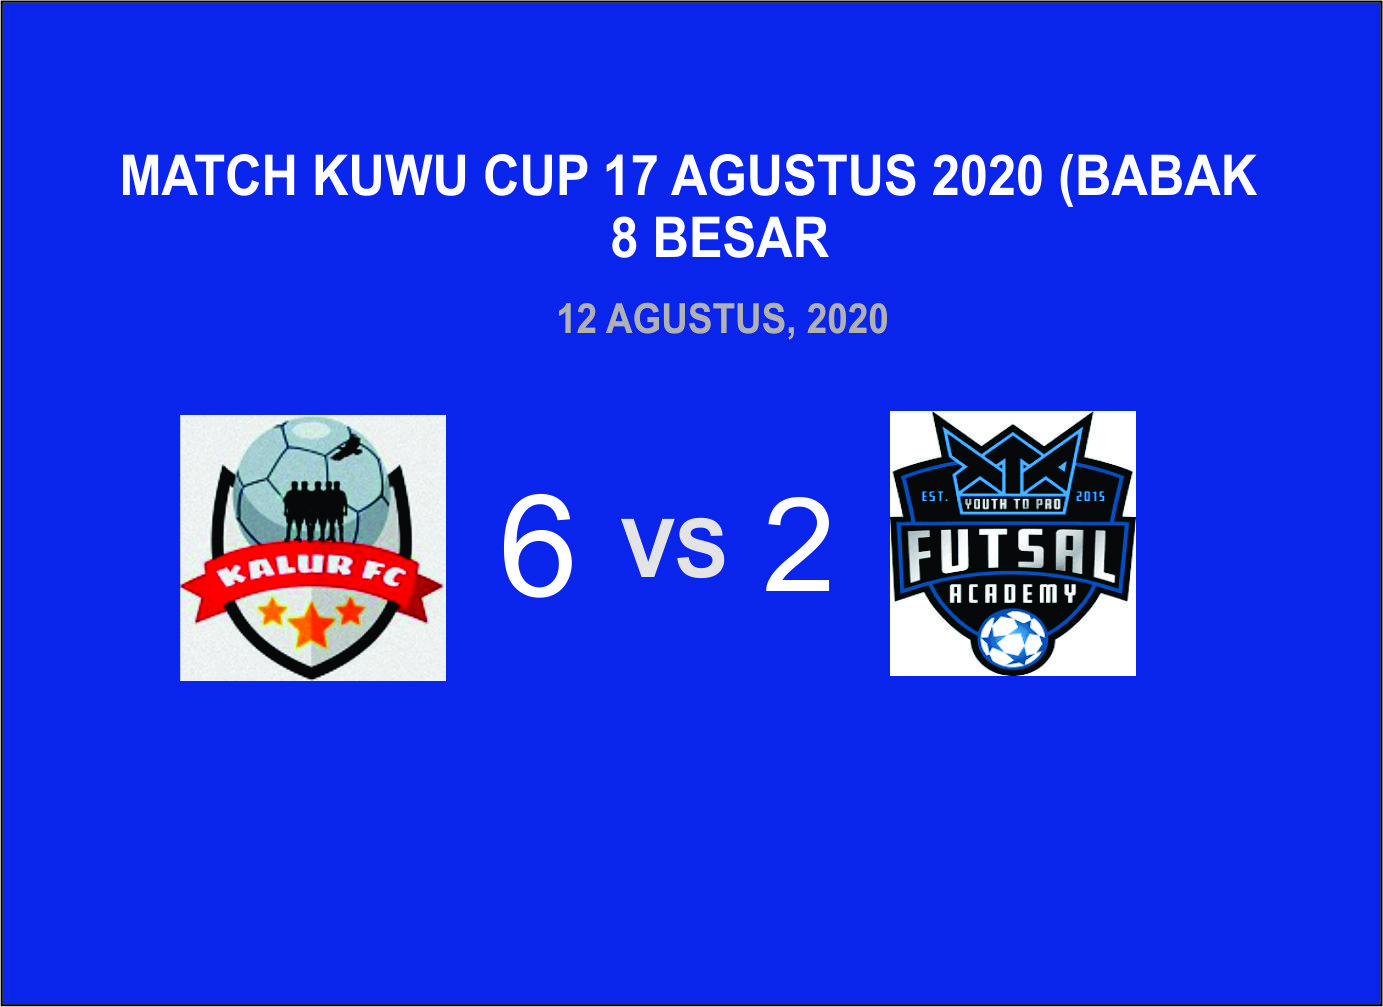 MATCH KUWU CUP 17 AGUSTUS 2020 (BABAK
8 BESAR
12 AGUSTUS, 2020
KALUR FC
6 VS 2
EST. 2015
YOUTH TO PRO
FUTSAL
ACADEMY